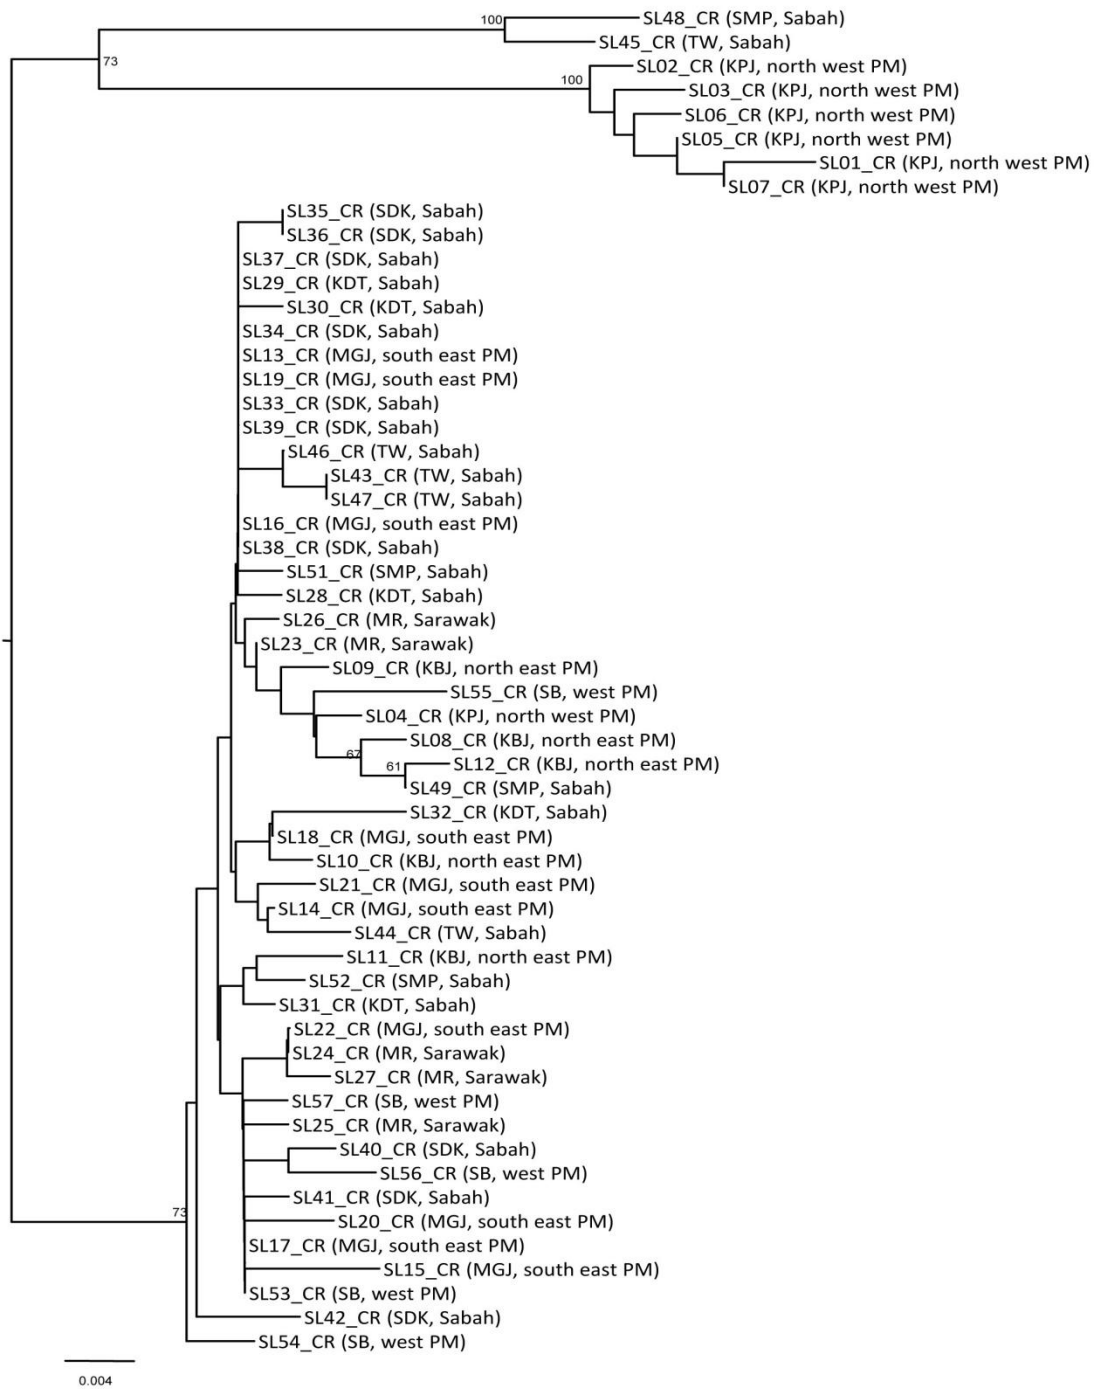 100
SL48_CR (SMP, Sabah)
SL45_CR (TW, Sabah)
73
SL02_CR (KPJ, north west PM)
100
SL03_CR (KPJ, north west PM)
SL06_CR (KPJ, north west PM)
SL05_CR (KPJ, north west PM)
SL01_CR (KPJ, north west PM)
SL07_CR (KPJ, north west PM)
SL35_CR (SDK, Sabah)
SL36_CR (SDK, Sabah)
SL37_CR (SDK, Sabah)
SL29_CR (KDT, Sabah)
SL30_CR (KDT, Sabah)
SL34_CR (SDK, Sabah)
SL13_CR (MGJ, south east PM)
SL19_CR (MGJ, south east PM)
SL33_CR (SDK, Sabah)
SL39_CR (SDK, Sabah)
SL46_CR (TW, Sabah)
SL43_CR (TW, Sabah)
SL47_CR (TW, Sabah)
SL16_CR (MGJ, south east PM)
SL38_CR (SDK, Sabah)
SL51_CR (SMP, Sabah)
SL28_CR (KDT, Sabah)
SL26_CR (MR, Sarawak)
SL23_CR (MR, Sarawak)
SL09_CR (KBJ, north east PM)
SL55_CR (SB, west PM)
SL04_CR (KPJ, north west PM)
SL08_CR (KBJ, north east PM)
67
61
SL12_CR (KBJ, north east PM)
SL49_CR (SMP, Sabah)
SL32_CR (KDT, Sabah)
SL18_CR (MGJ, south east PM)
SL10_CR (KBJ, north east PM)
SL21_CR (MGJ, south east PM)
SL14_CR (MGJ, south east PM)
SL44_CR (TW, Sabah)
SL11_CR (KBJ, north east PM)
SL52_CR (SMP, Sabah)
SL31_CR (KDT, Sabah)
SL22_CR (MGJ, south east PM)
SL24_CR (MR, Sarawak)
SL27_CR (MR, Sarawak)
SL57_CR (SB, west PM)
SL25_CR (MR, Sarawak)
SL40_CR (SDK, Sabah)
SL56_CR (SB, west PM)
SL41_CR (SDK, Sabah)
73
SL20_CR (MGJ, south east PM)
SL17_CR (MGJ, south east PM)
SL15_CR (MGJ, south east PM)
SL53_CR (SB, west PM)
SL42_CR (SDK, Sabah)
SL54_CR (SB, west PM)
0.004